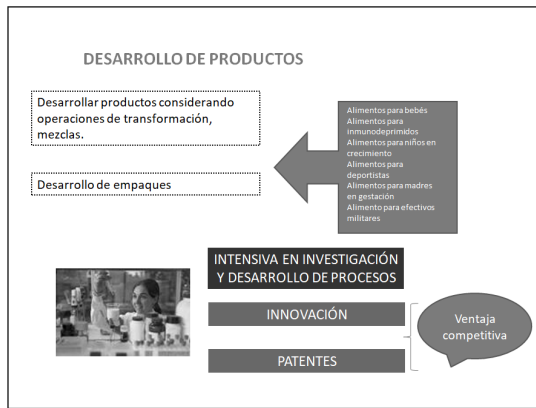 DESARROLLO DE PRODUCTOS
Desarrollar productos considerando
operaciones de transformación,
mezclas.
Desarrollo de empaques
Alimentos para bebés
Alimentos para
inmunodeprimidos
Alimentos para niños en
crecimiento
Alimentos para
deportistas
Alimentos para madres
en gestación
Alimento para efectivos
militares
INTENSIVA EN INVESTIGACIÓN
Y DESARROLLO DE PROCESOS
INNOVACIÓN
PATENTES
Ventaja
competitiva